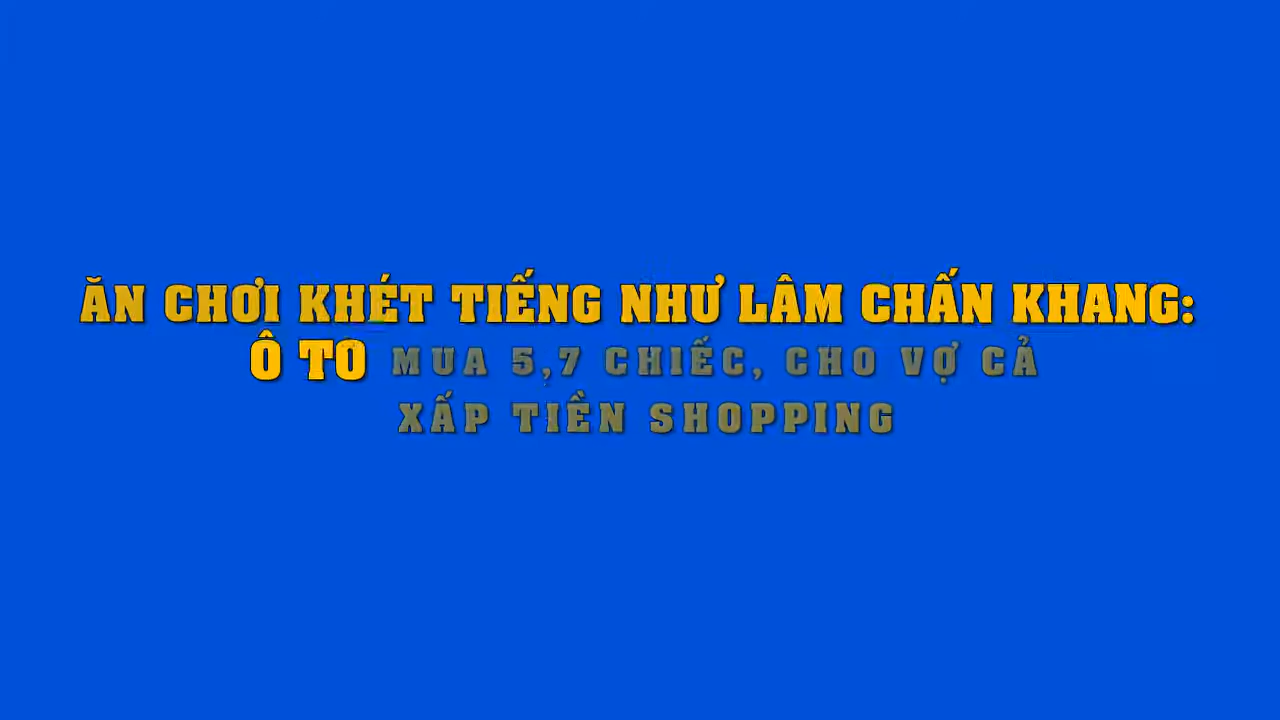 ĂN CHƠI KHÉT TIẾNG NHƯ LÂM CHẤN KHANG:
Ô TO MUA 5,7 CHIẾC, CHO VỢ CẢ
XẤP TIỀN SHOPPING